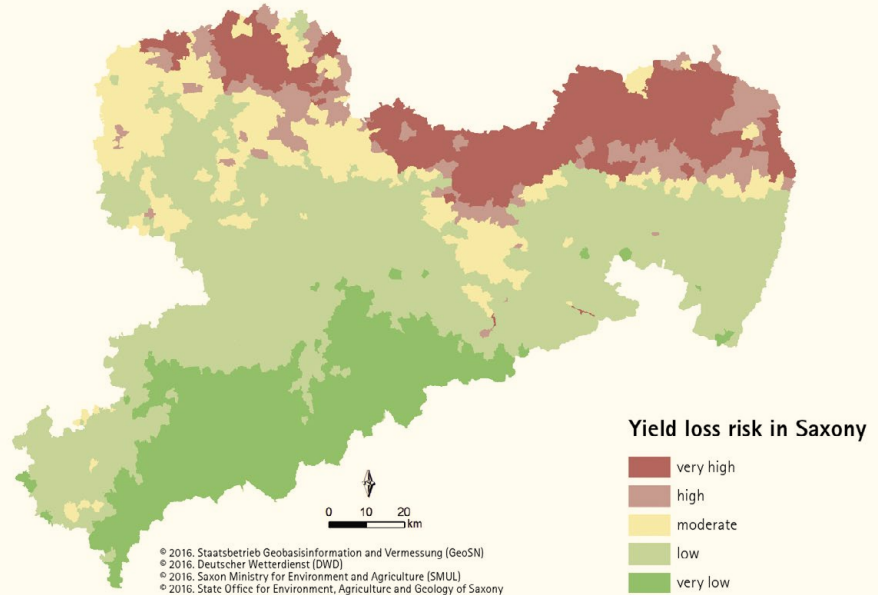 Yield loss risk in Saxony
very high
high
moderate
low
very low
0 10 20
km
© 2016. Staatsbetrieb Geobasisinformation und Vermessung (GeoSN)
© 2016. Deutscher Wetterdienst (DWD)
© 2016. Saxon Ministry for Environment and Agriculture (SMUL)
© 2016. State Office for Environment, Agriculture and Geology of Saxony